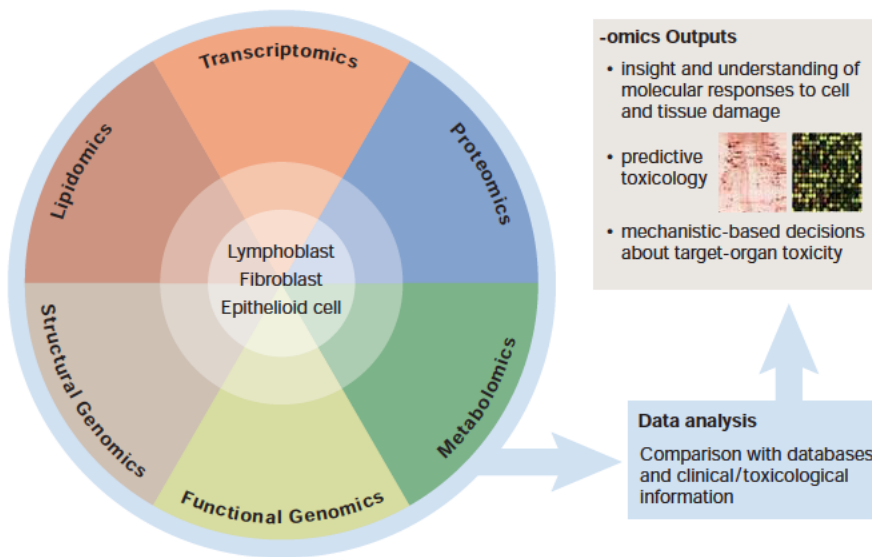 Transcriptomics
Proteomics
Metabolomics
Functional Genomics
Structural Genomics
Lipidomics
Lymphoblast
Fibroblast
Epithelioid cell
-omics Outputs
• insight and understanding of
molecular responses to cell
and tissue damage
• predictive
toxicology
• mechanistic-based decisions
about target-organ toxicity
Data analysis
Comparison with databases
and clinical/toxicological
information